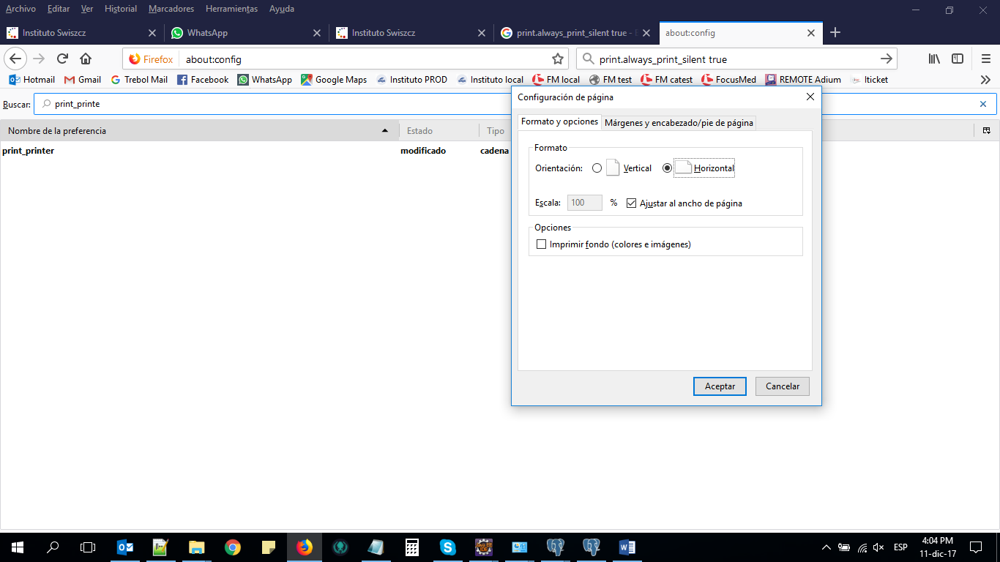 Archivo Editar Ver Historial Marcadores Herramientas Ayuda
Instituto Swiszcz WhatsApp Instituto Swiszcz print.always_print_silent true - about:config
Firefox about:config print.always_print_silent true
Hotmail Gmail Trebol Mail Facebook WhatsApp Google Maps Instituto PROD Instituto local FM local FM test FM catest FocusMed REMOTE Adium Iticket
Buscar: print_printe
Configuración de página
Nombre de la preferencia Estado Tipo
print_printer modificado cadena
Formato y opciones Márgenes y encabezado/pie de página
Formato
Orientación: Vertical Horizontal
Escala: 100 % Ajustar al ancho de página
Opciones
Imprimir fondo (colores e imágenes)
Aceptar Cancelar
ESP 4:04 PM
11-dic-17